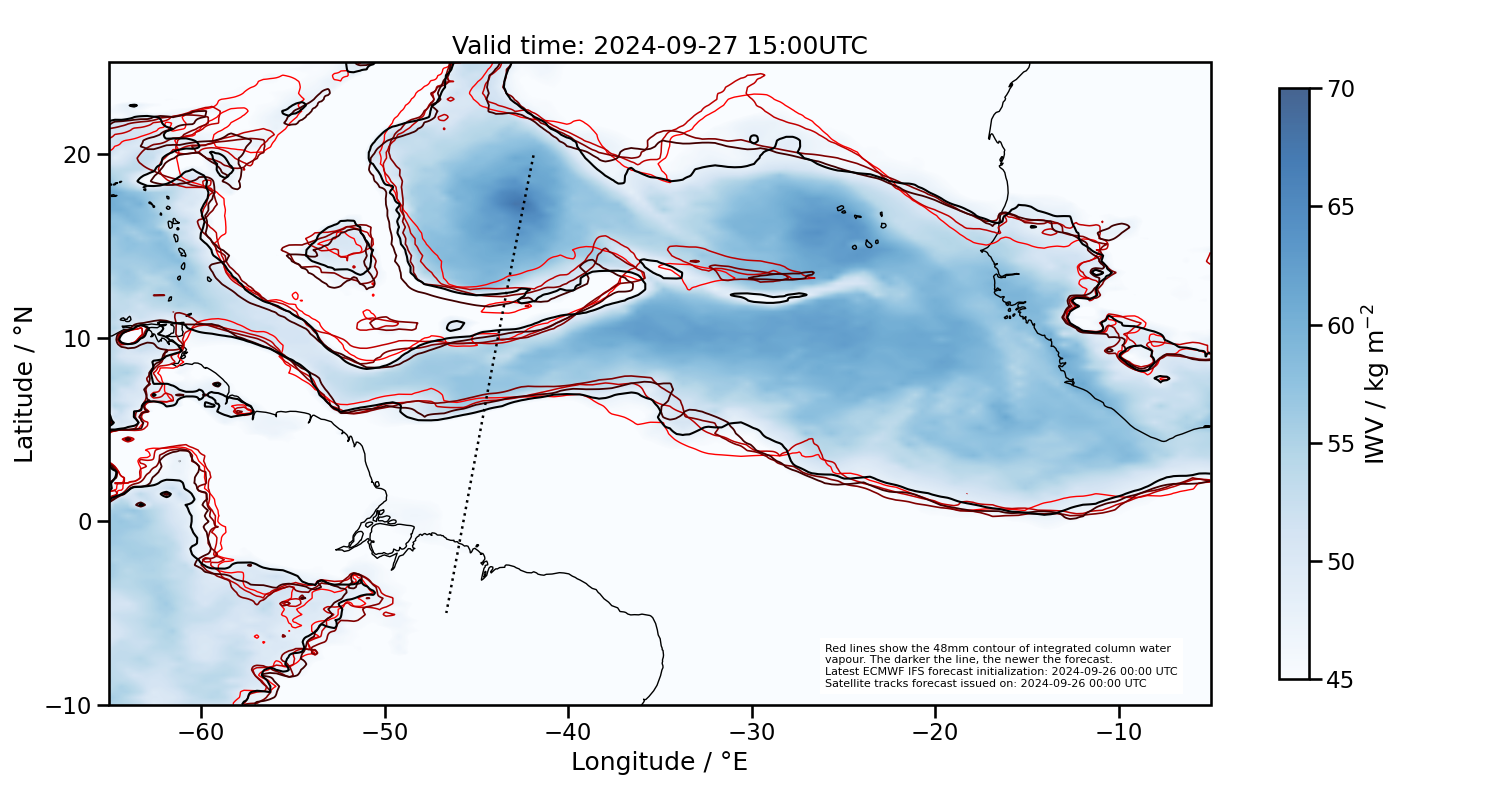 Valid time: 2024-09-27 15:00UTC
Latitude / °N
20
10
0
−10
−60
−50
−40
−30
−20
−10
Longitude / °E
Red lines show the 48mm contour of integrated column water
vapour. The darker the line, the newer the forecast.
Latest ECMWF IFS forecast initialization: 2024-09-26 00:00 UTC
Satellite tracks forecast issued on: 2024-09-26 00:00 UTC
70
65
60
55
50
45
IWV / kg m⁻²